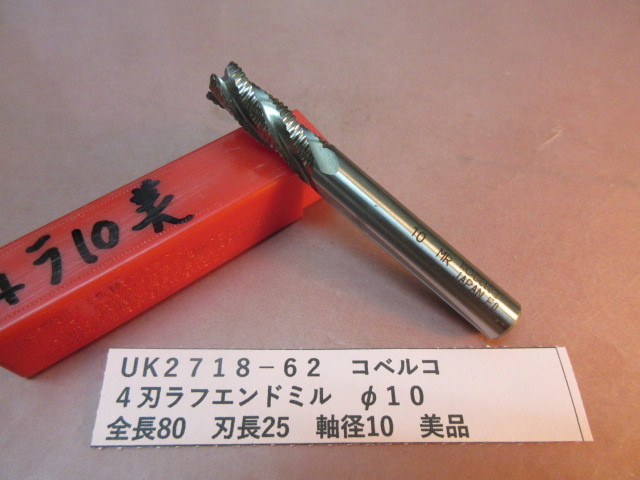 4ラ10美
10 MR
JAPAN
UK2718-62 コベルコ
4刃ラフエンドミル φ10
全長80 刃長25 軸径10 美品